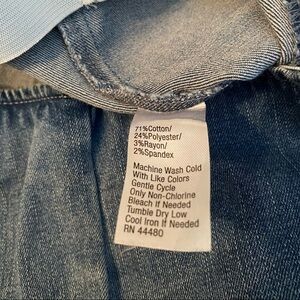 71%Cotton/
24%Polyester/
3%Rayon/
2%Spandex
Machine Wash Cold
With Like Colors
Gentle Cycle
Only Non-Chlorine
Bleach If Needed
Tumble Dry Low
Cool Iron If Needed
RN 44480